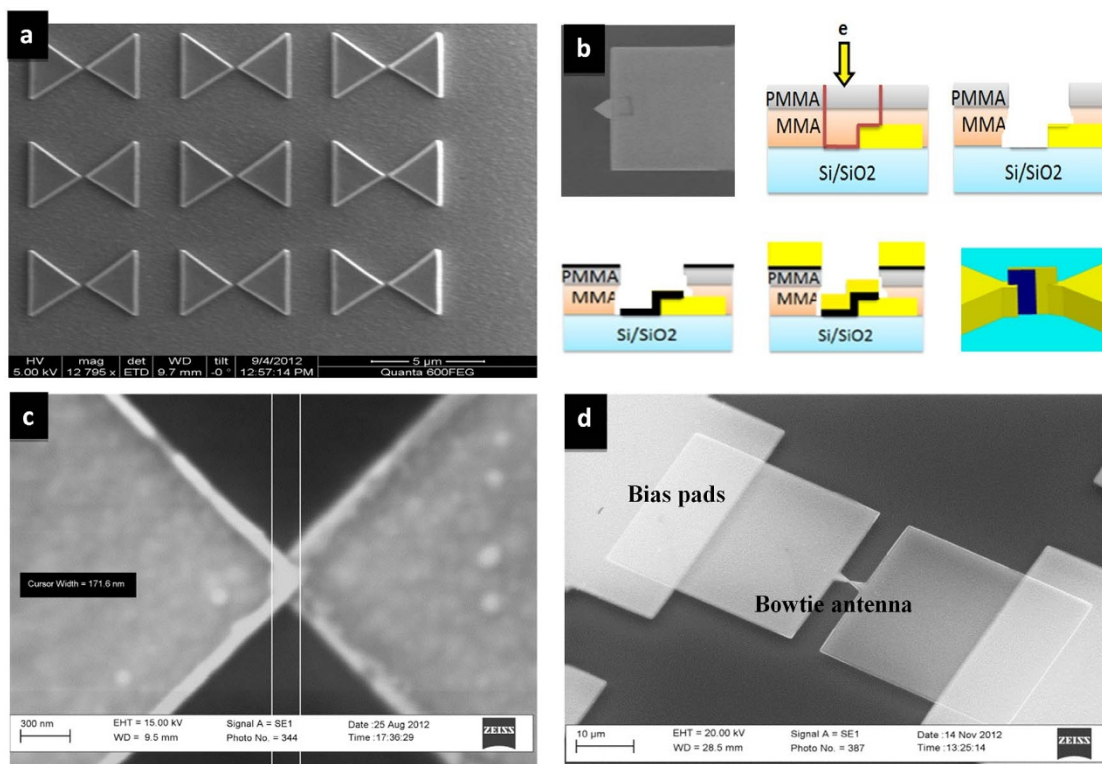 a
HV
mag
det
WD
tilt
9/4/2012
5 µm
5.00 kV
12 795 x
ETD
9.7 mm
-0°
12:57:14 PM
Quanta 600FEG
b
e
PMMA
MMA
Si/SiO2
PMMA
MMA
Si/SiO2
PMMA
MMA
Si/SiO2
PMMA
MMA
Si/SiO2
c
Cursor Width = 171.6 nm
300 nm
EHT = 15.00 kV
Signal A = SE1
Date :25 Aug 2012
WD = 9.5 mm
Photo No. = 344
Time :17:36:29
ZEISS
d
Bias pads
Bowtie antenna
10 µm
EHT = 20.00 kV
Signal A = SE1
Date :14 Nov 2012
WD = 28.5 mm
Photo No. = 387
Time :13:25:14
ZEISS